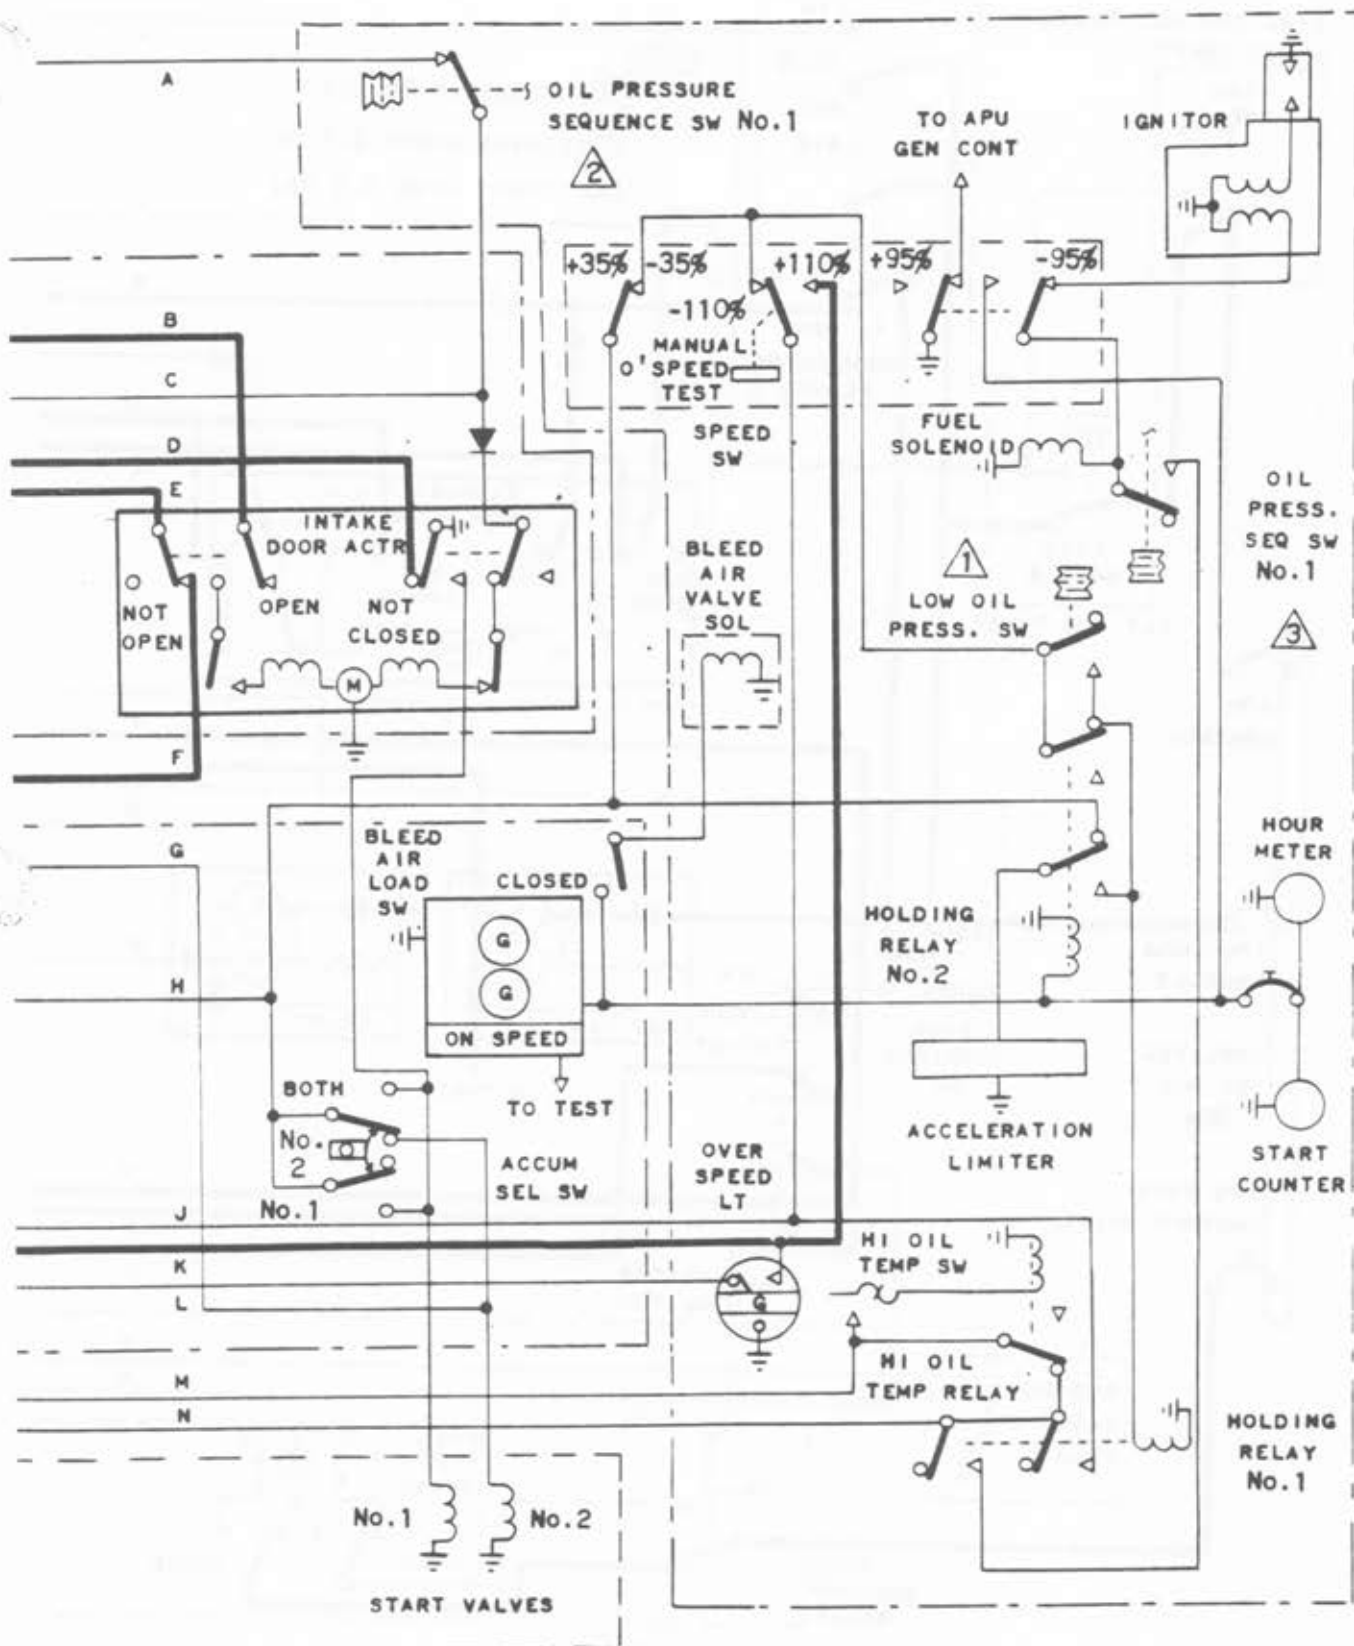 A
OIL PRESSURE
SEQUENCE SW No.1
2
TO APU
GEN CONT
IGNITOR
+35%
-35%
+110%
+95%
-95%
-110%
MANUAL
O'SPEED
TEST
SPEED
SW
B
C
D
E
FUEL
SOLENOID
OIL
PRESS.
SEQ SW
No.1
3
INTAKE
DOOR ACTR
NOT
OPEN
OPEN
NOT
CLOSED
M
BLEED
AIR
VALVE
SOL
1
LOW OIL
PRESS. SW
F
G
BLEED
AIR
LOAD
SW
CLOSED
G
G
ON SPEED
TO TEST
HOLDING
RELAY
No.2
HOUR
METER
H
BOTH
No.
2
No.1
ACCUM
SEL SW
OVER
SPEED
LT
ACCELERATION
LIMITER
START
COUNTER
J
K
L
G
HI OIL
TEMP SW
HI OIL
TEMP RELAY
M
N
HOLDING
RELAY
No.1
No.1
No.2
START VALVES